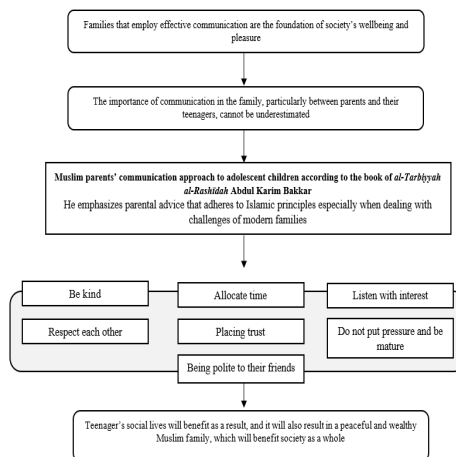 Families that employ effective communication are the foundation of society's wellbeing and
pleasure
The importance of communication in the family, particularly between parents and their
teenagers, cannot be underestimated
Muslim parents' communication approach to adolescent children according to the book of al-Tarbiyyah
al-Rashidah Abdul Karim Bakkar
He emphasizes parental advice that adheres to Islamic principles especially when dealing with
challenges of modern families
Be kind
Allocate time
Listen with interest
Respect each other
Placing trust
Do not put pressure and be
mature
Being polite to their friends
Teenager's social lives will benefit as a result, and it will also result in a peaceful and wealthy
Muslim family, which will benefit society as a whole